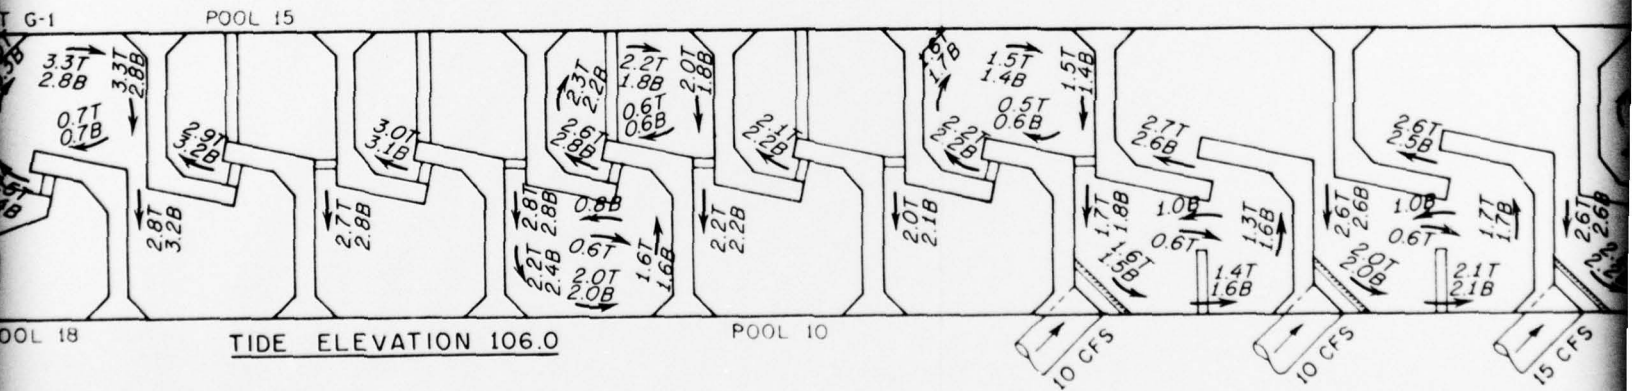 T G-1
POOL 15
3.3T
2.8B
3.3T
2.8B
0.7T
0.7B
2.9T
3.2B
2.8T
3.2B
3.0T
3.1B
2.7T
2.8B
2.3T
2.2B
2.2T
1.8B
2.0T
1.8B
0.6T
0.6B
2.6T
2.8B
2.8T
2.8B
0.8B
0.6T
2.2T
2.4B
2.0T
2.0B
1.6T
1.6B
2.1T
2.2B
2.2T
2.2B
1.7B
1.5T
1.4B
1.5T
1.4B
0.5T
0.6B
2.2T
2.2B
2.0T
2.1B
2.7T
2.6B
1.7T
1.8B
1.0B
0.6T
1.3T
1.6B
1.6T
1.5B
1.4T
1.6B
2.6T
2.5B
2.6T
2.6B
1.0B
0.6T
1.7T
1.7B
2.0T
2.0B
2.1T
2.1B
2.6T
2.6B
OOL 18
TIDE ELEVATION 106.0
POOL 10
10 CFS
10 CFS
15 CFS